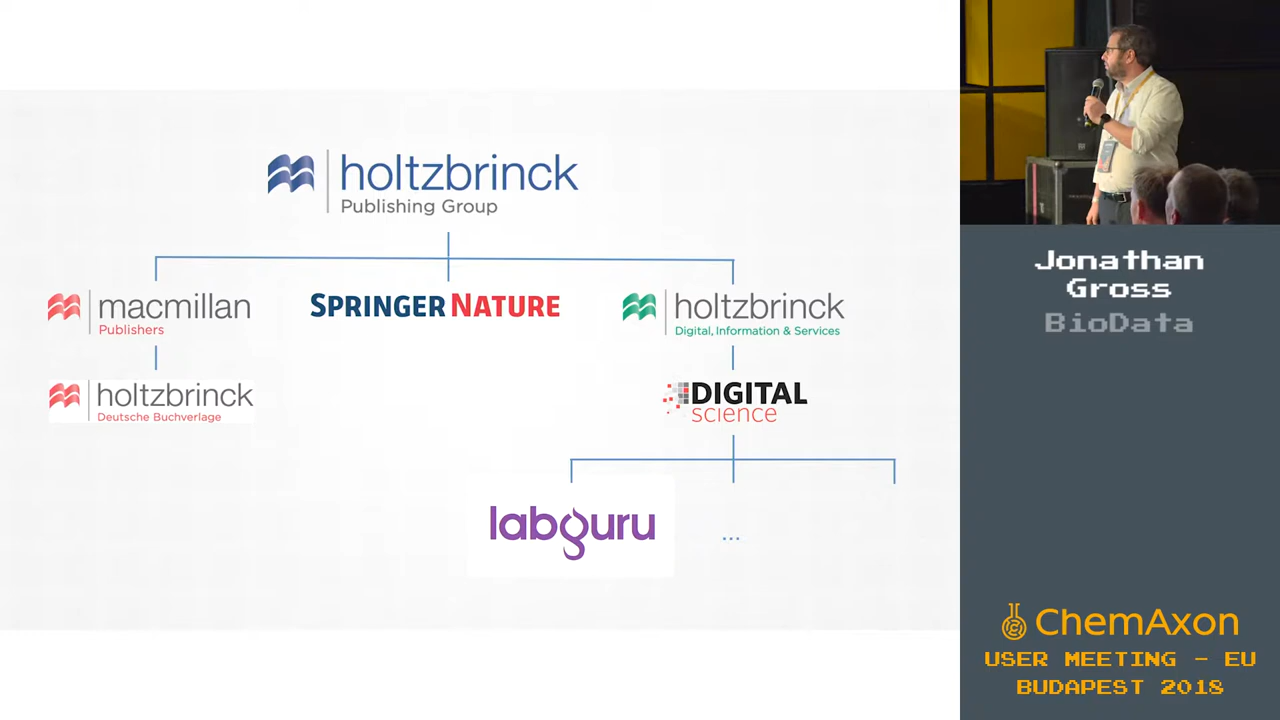 holtzbrinck
Publishing Group
macmillan
Publishers
SPRINGER NATURE
holtzbrinck
Digital, Information & Services
holtzbrinck
Deutsche Buchverlage
DIGITAL
science
labguru
...
Jonathan
Gross
BioData
ChemAxon
USER MEETING - EU
BUDAPEST 2018